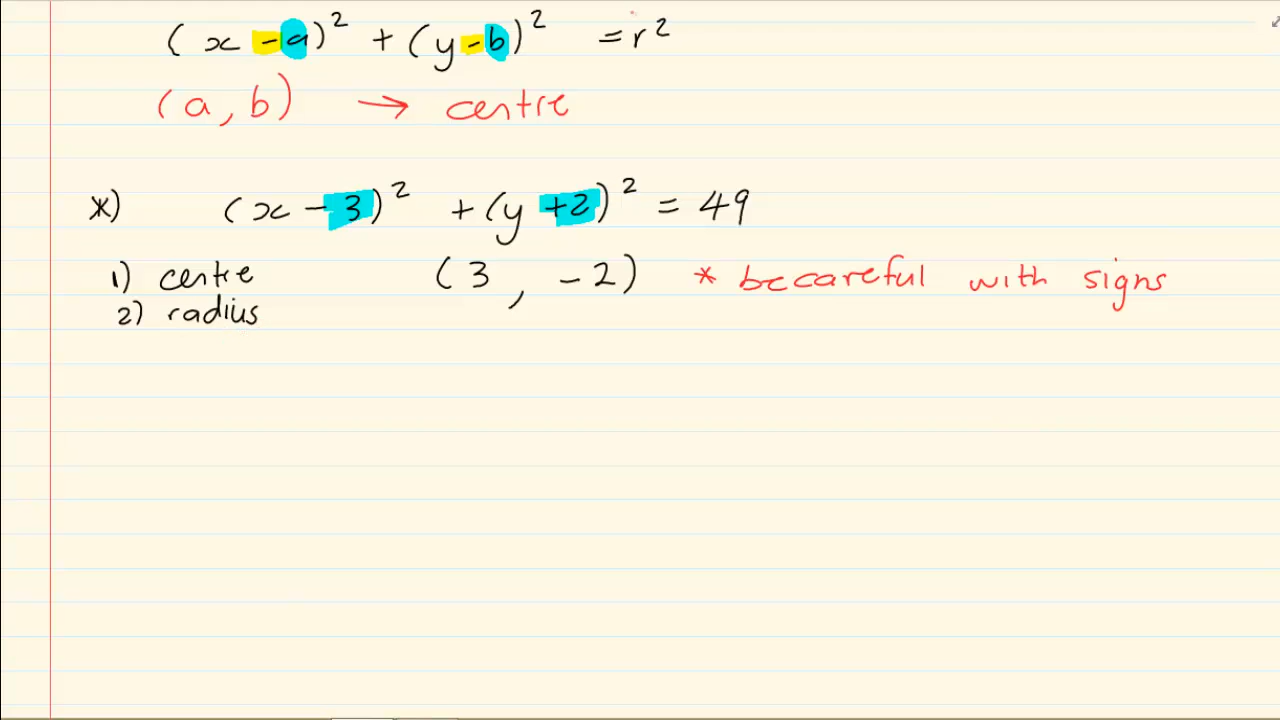 (x - a)² + (y - b)² = r²
(a, b) → centre
*) (x - 3)² + (y + 2)² = 49
1) centre (3, -2) * becareful with signs
2) radius